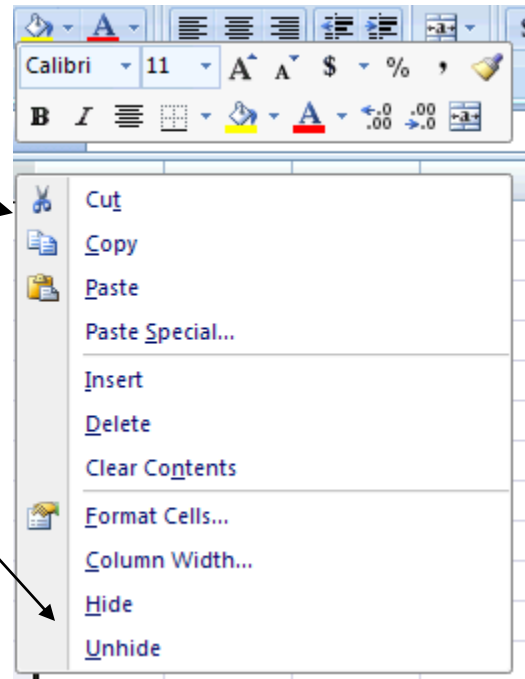 A a
Calibri 11 A A $ % ,
B I A .0 .00 .00 .0 a
Cut
Copy
Paste
Paste Special...
Insert
Delete
Clear Contents
Format Cells...
Column Width...
Hide
Unhide